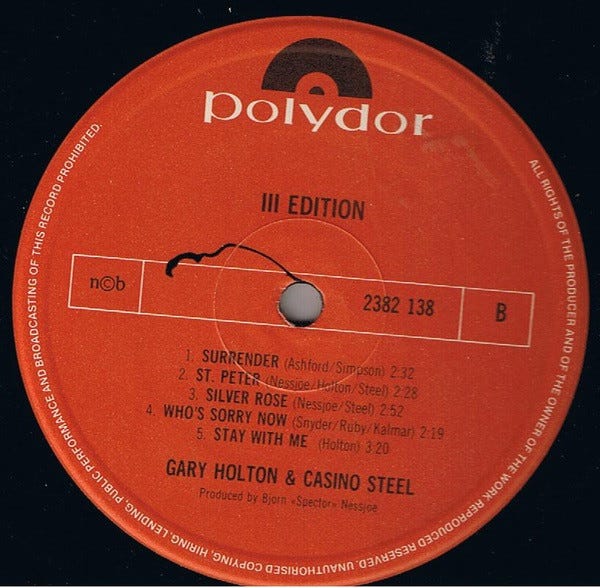 polydor
III EDITION
n©b
2382 138
B
1. SURRENDER (Ashford/Simpson) 2:32
2. ST. PETER (Nessjoe/Holton/Steel) 2:28
3. SILVER ROSE (Nessjoe/Steel) 2:52
4. WHO'S SORRY NOW (Snyder/Ruby/Kalmar) 2:19
5. STAY WITH ME (Holton) 3:20
GARY HOLTON & CASINO STEEL
Produced by Bjorn «Spector» Nessjoe
ALL RIGHTS OF THE PRODUCER AND OF THE OWNER OF THE WORK REPRODUCED RESERVED. UNAUTHORISED COPYING, HIRING, LENDING, PUBLIC PERFORMANCE AND BROADCASTING OF THIS RECORD PROHIBITED.